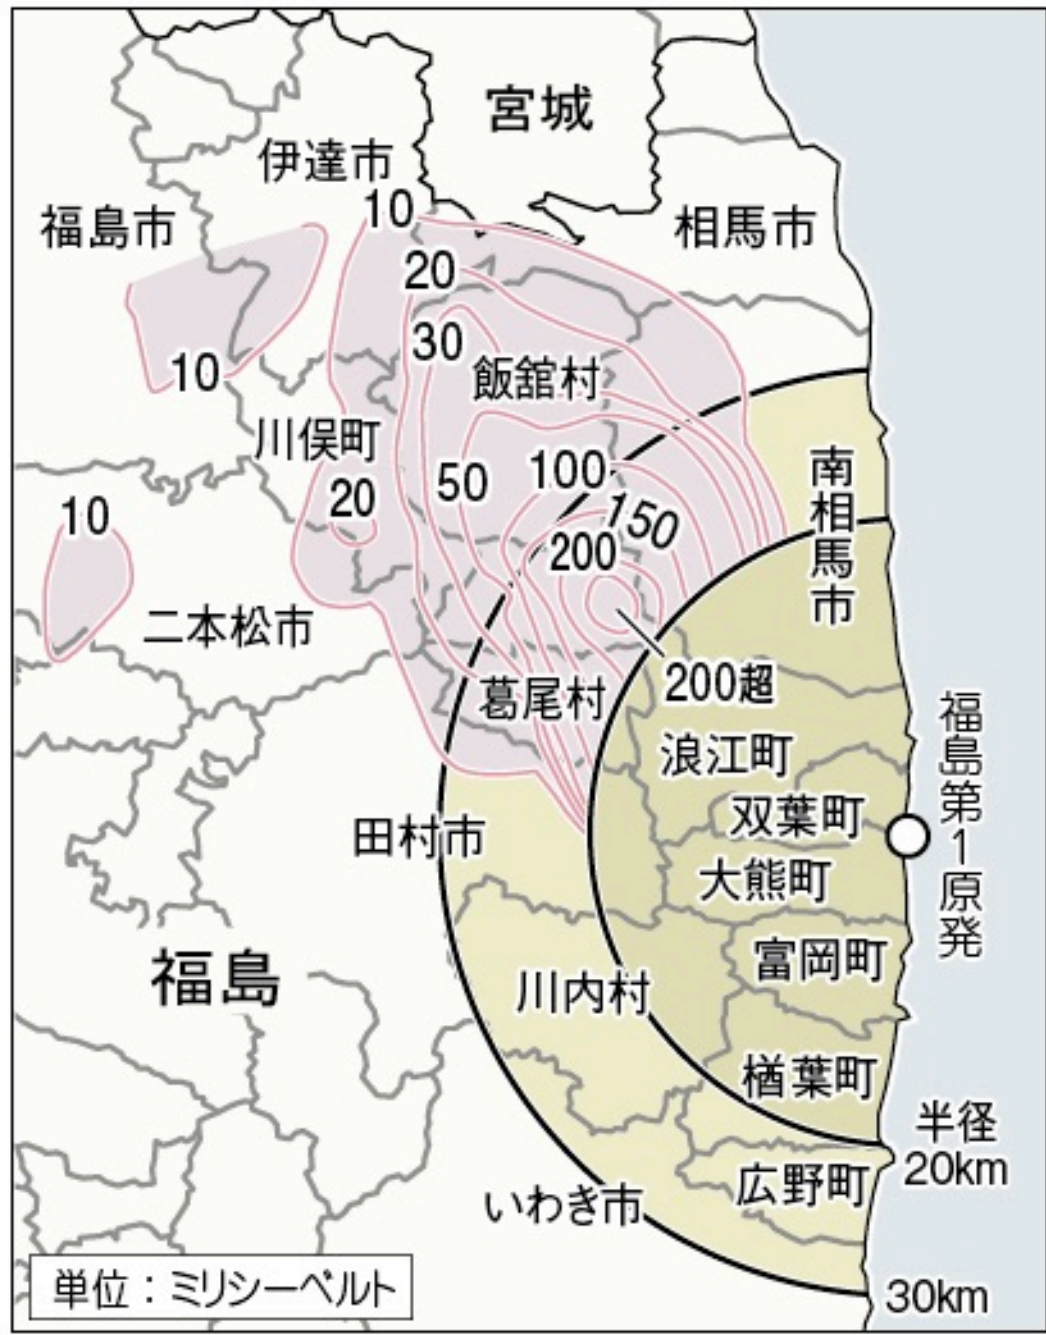 宮城
伊達市
福島市
10
相馬市
20
30
10
飯舘村
川俣町
50
100
南相馬市
20
10
150
200
二本松市
200超
葛尾村
浪江町
福島第1原発
双葉町
田村市
大熊町
富岡町
福島
川内村
楢葉町
半径
20km
広野町
いわき市
単位：ミリシーベルト
30km